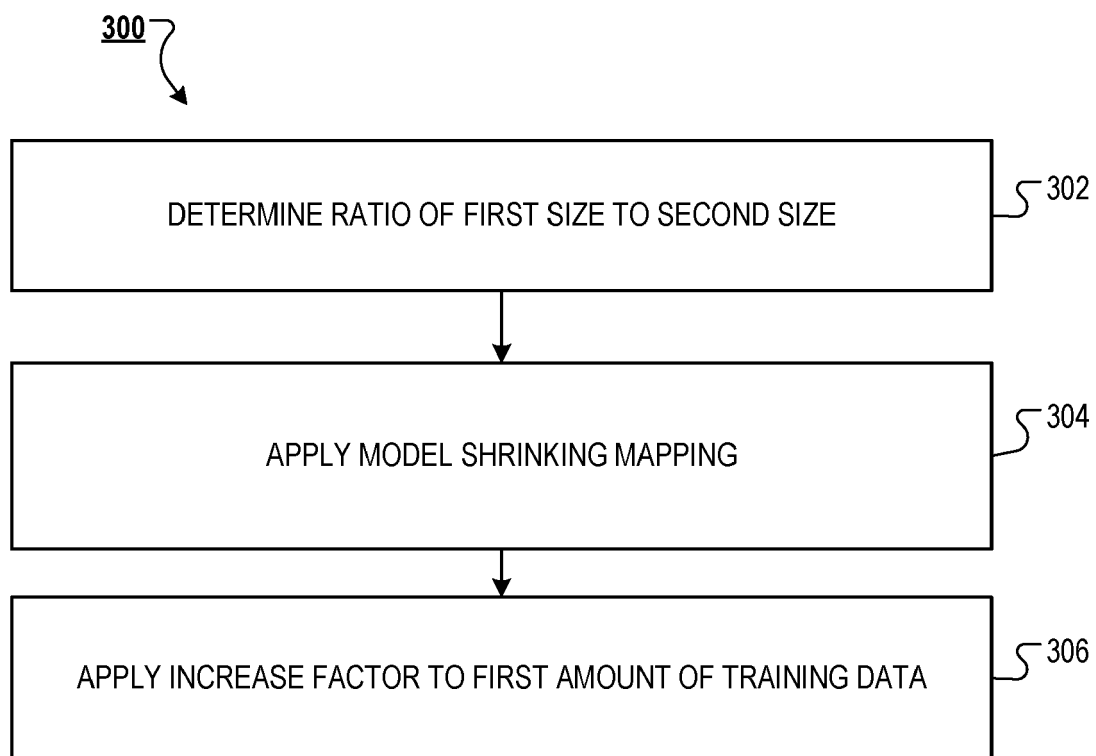 300
DETERMINE RATIO OF FIRST SIZE TO SECOND SIZE
302
APPLY MODEL SHRINKING MAPPING
304
APPLY INCREASE FACTOR TO FIRST AMOUNT OF TRAINING DATA
306